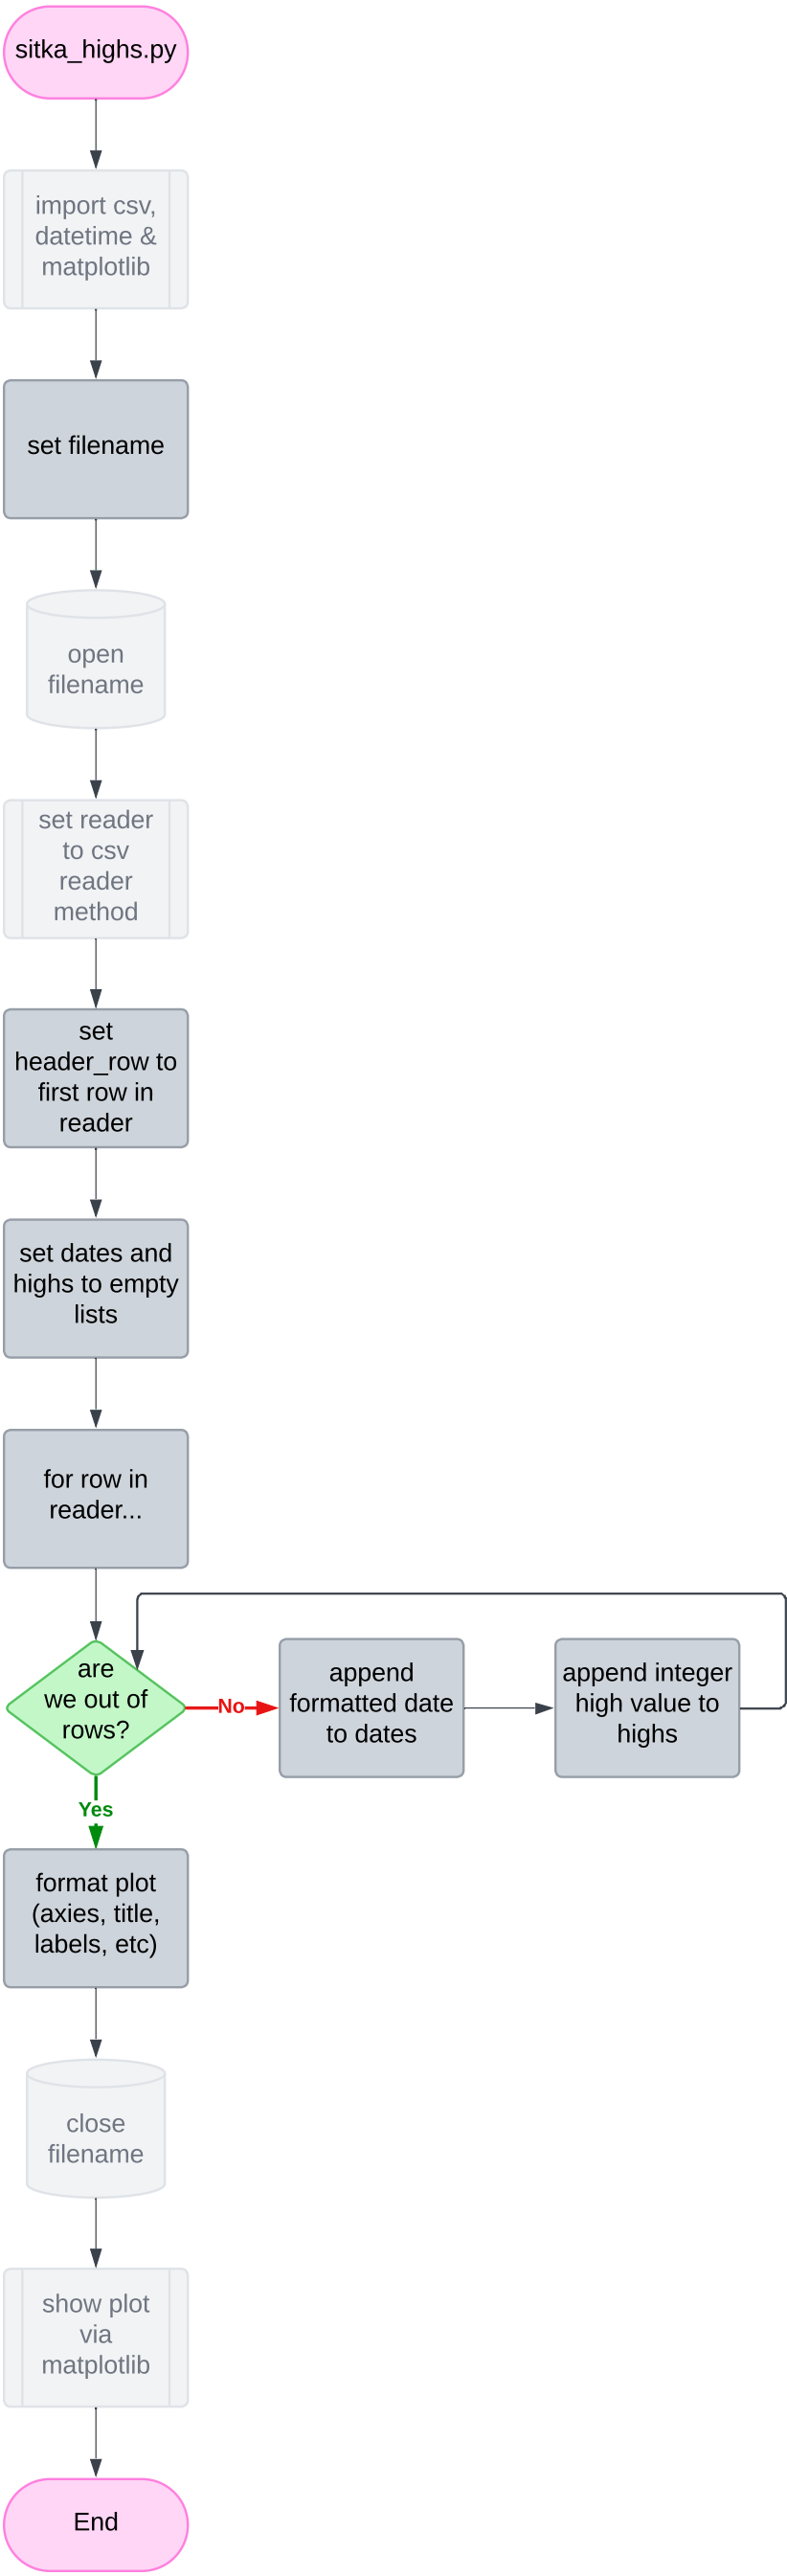 sitka_highs.py
import csv,
datetime &
matplotlib
set filename
open
filename
set reader
to csv
reader
method
set
header_row to
first row in
reader
set dates and
highs to empty
lists
for row in
reader...
are
we out of
rows?
No
append
formatted date
to dates
append integer
high value to
highs
Yes
format plot
(axies, title,
labels, etc)
close
filename
show plot
via
matplotlib
End